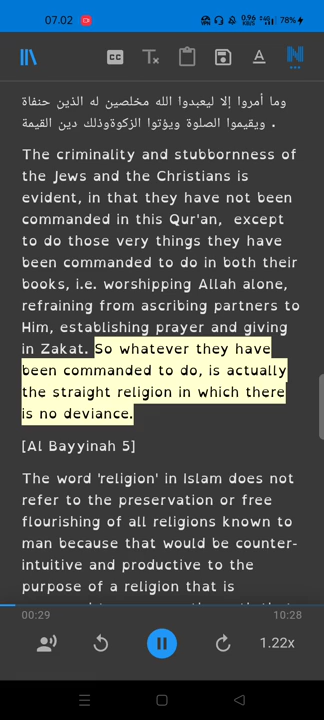 07.02
0.96
KB/S
78%
CC
T
A
N
وما أمروا إلا ليعبدوا الله مخلصين له الذين حنفاة
ويقيموا الصلوة ويؤتوا الزكوةوذلك دين القيمة .
The criminality and stubbornness of
the Jews and the Christians is
evident, in that they have not been
commanded in this Qur'an, except
to do those very things they have
been commanded to do in both their
books, i.e. worshipping Allah alone,
refraining from ascribing partners to
Him, establishing prayer and giving
in Zakat. So whatever they have
been commanded to do, is actually
the straight religion in which there
is no deviance.
[Al Bayyinah 5]
The word 'religion' in Islam does not
refer to the preservation or free
flourishing of all religions known to
man because that would be counter-
intuitive and productive to the
purpose of a religion that is
00:29
10:28
1.22x